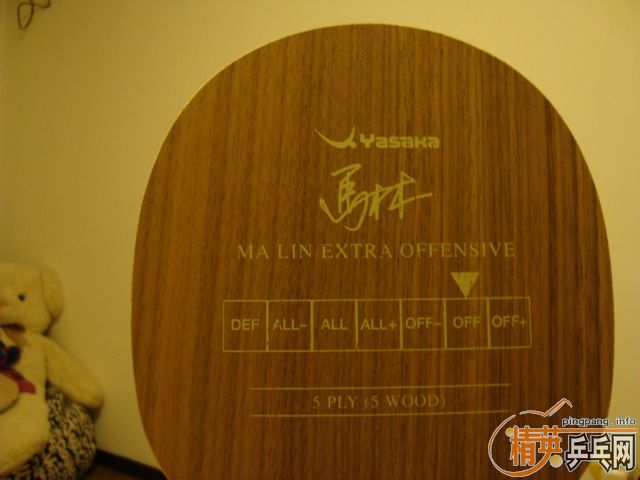 Yasaka
馬林
MA LIN EXTRA OFFENSIVE
DEF ALL- ALL ALL+ OFF- OFF OFF+
5 PLY (5 WOOD)
pingpang.info
精英乒乓网